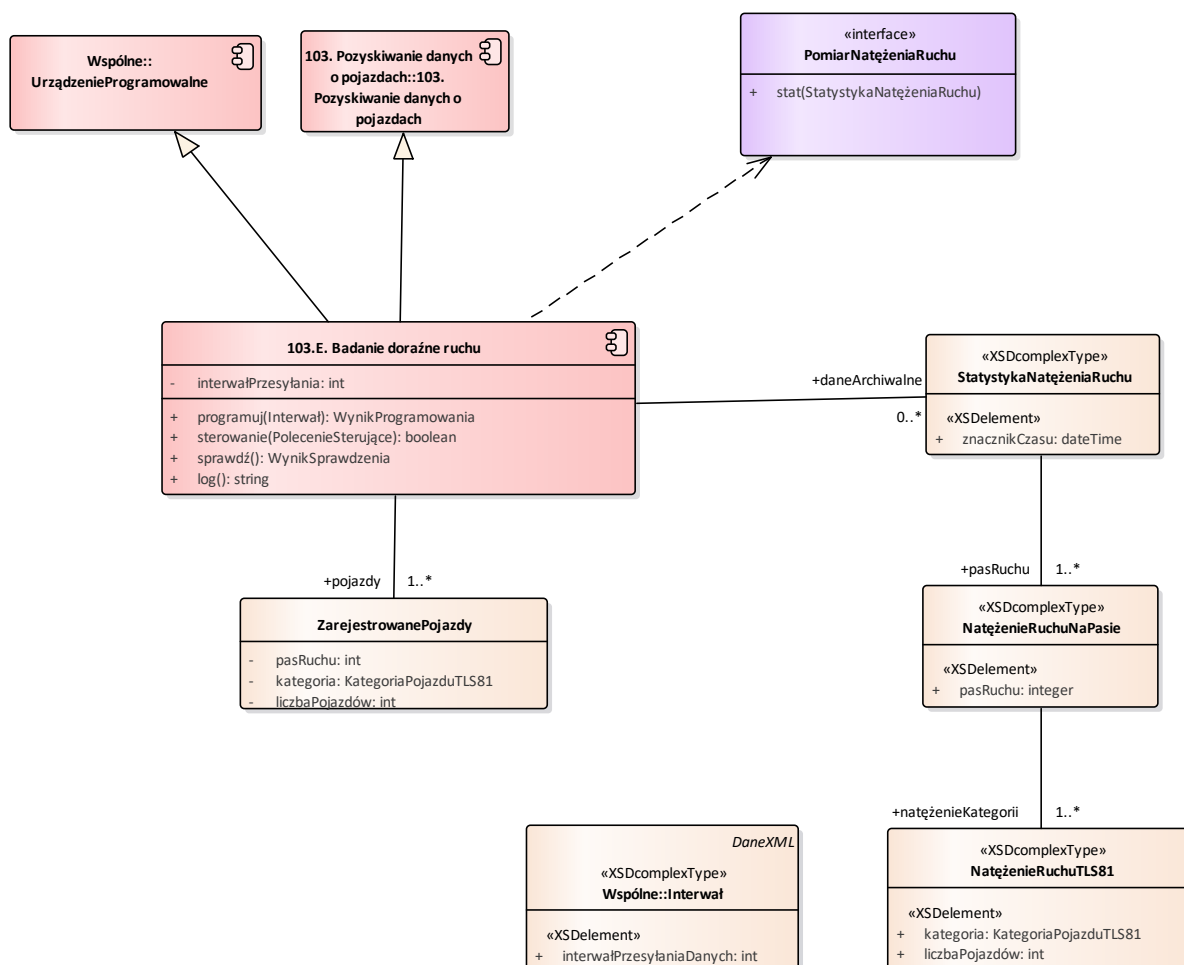 Wspólne::
UrządzenieProgramowalne
103. Pozyskiwanie danych
o pojazdach::103.
Pozyskiwanie danych o
pojazdach
«interface»
PomiarNatężeniaRuchu
+ stat(StatystykaNatężeniaRuchu)
103.E. Badanie doraźne ruchu
- interwałPrzesyłania: int
+ programuj(Interwał): WynikProgramowania
+ sterowanie(PolecenieSterujące): boolean
+ sprawdź(): WynikSprawdzenia
+ log(): string
+daneArchiwalne
0..*
«XSDcomplexType»
StatystykaNatężeniaRuchu
«XSDelement»
+ znacznikCzasu: dateTime
+pojazdy 1..*
ZarejestrowanePojazdy
- pasRuchu: int
- kategoria: KategoriaPojazduTLS81
- liczbaPojazdów: int
+pasRuchu 1..*
«XSDcomplexType»
NatężenieRuchuNaPasie
«XSDelement»
+ pasRuchu: integer
+natężenieKategorii 1..*
DaneXML
«XSDcomplexType»
Wspólne::Interwał
«XSDelement»
+ interwałPrzesyłaniaDanych: int
«XSDcomplexType»
NatężenieRuchuTLS81
«XSDelement»
+ kategoria: KategoriaPojazduTLS81
+ liczbaPojazdów: int